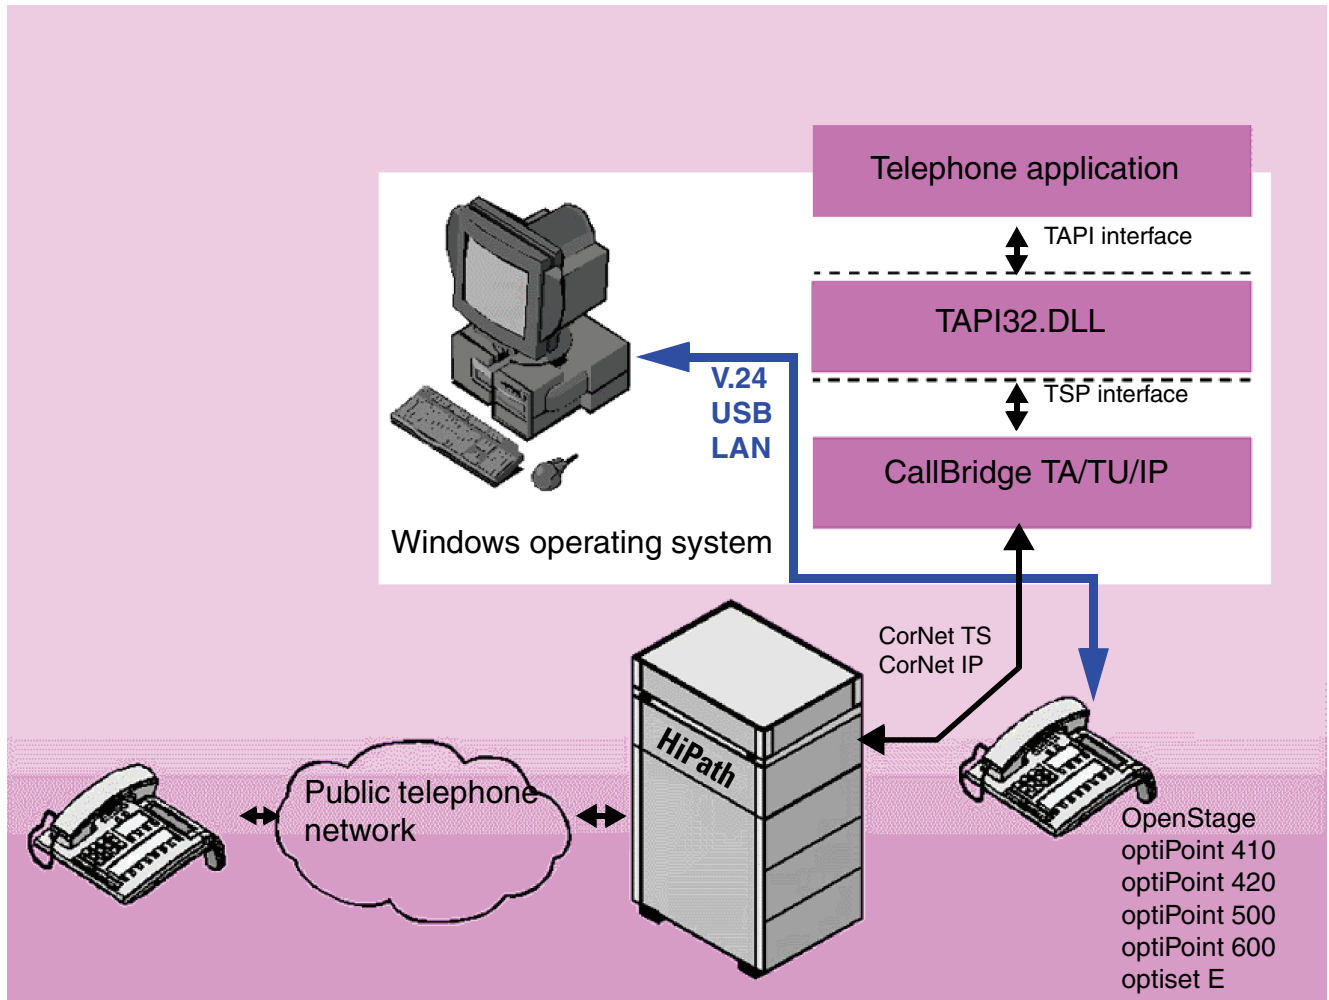 Telephone application
TAPI interface
TAPI32.DLL
TSP interface
CallBridge TA/TU/IP
V.24
USB
LAN
Windows operating system
CorNet TS
CorNet IP
HiPath
Public telephone
network
OpenStage
optiPoint 410
optiPoint 420
optiPoint 500
optiPoint 600
optiset E